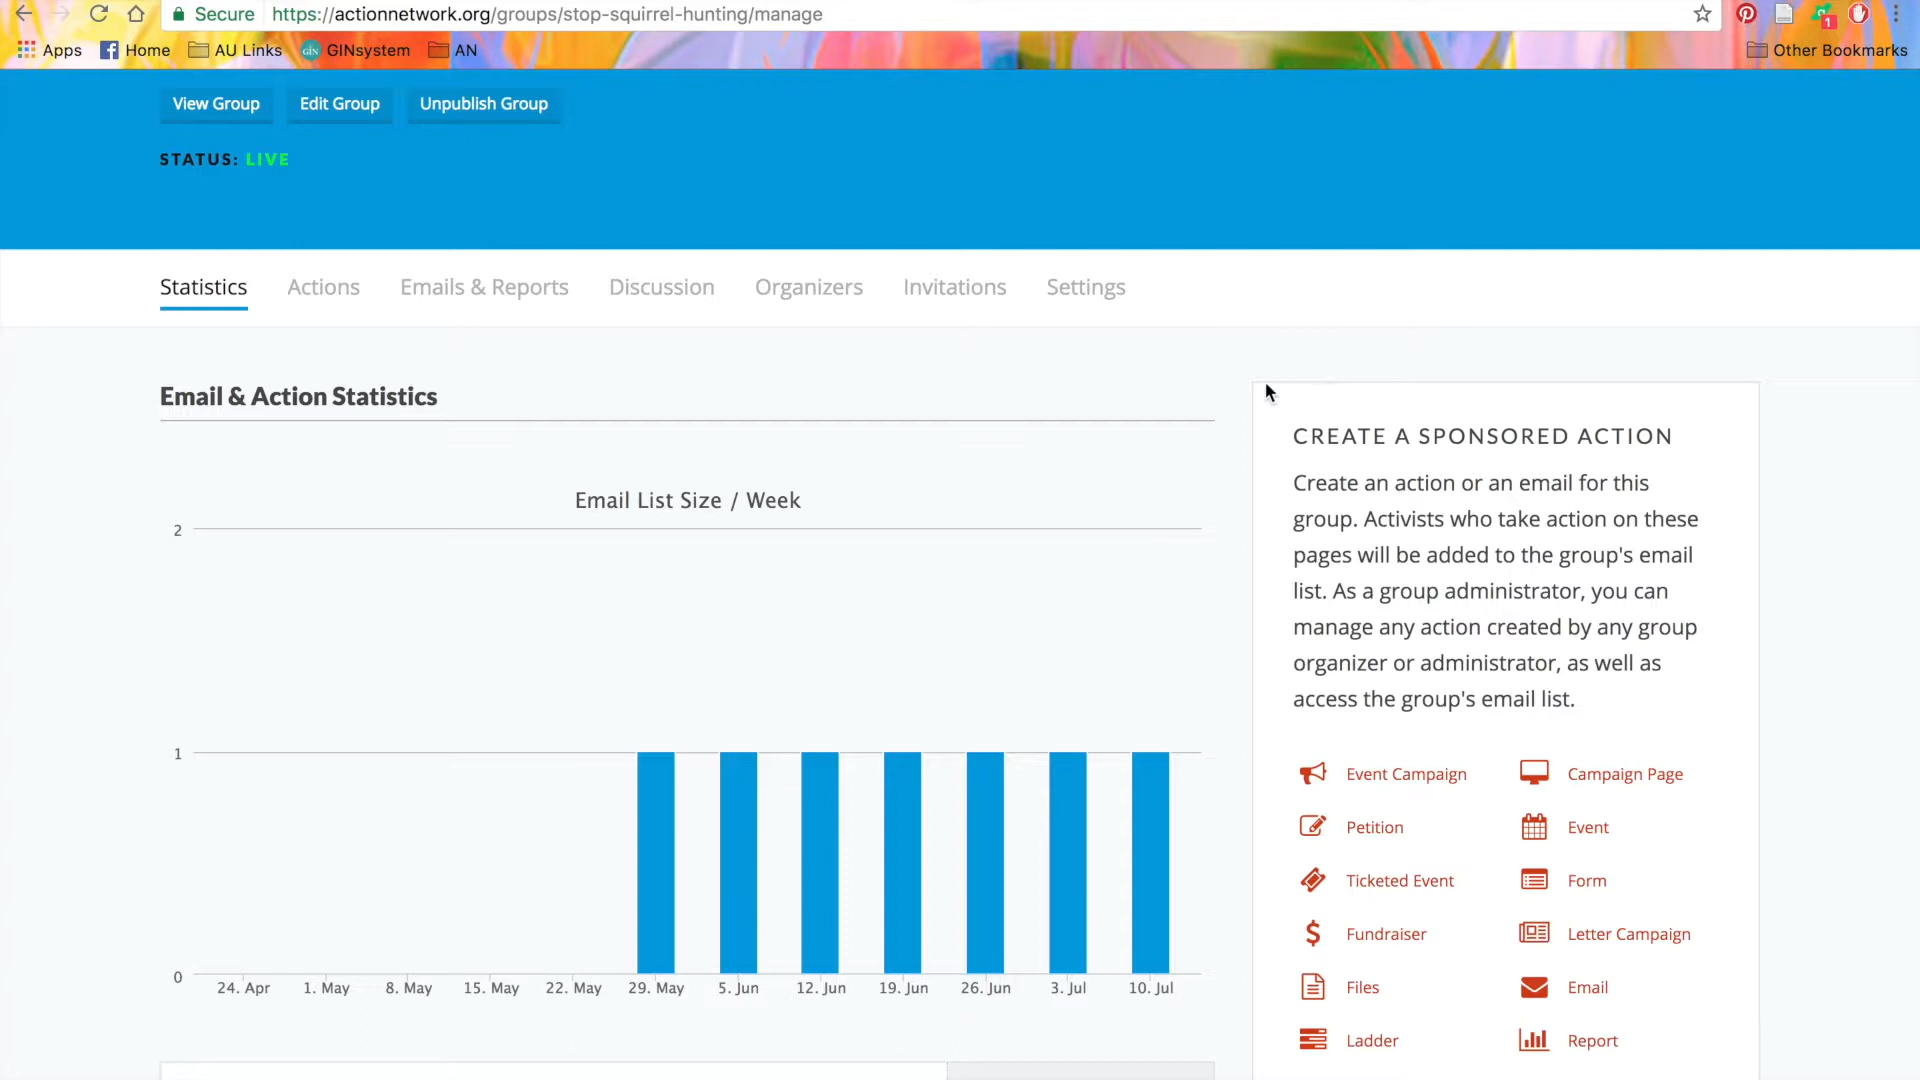 Secure https://actionnetwork.org/groups/stop-squirrel-hunting/manage
1
Apps Home AU Links GIN GINsystem AN Other Bookmarks
View Group Edit Group Unpublish Group
STATUS: LIVE
Statistics Actions Emails & Reports Discussion Organizers Invitations Settings
Email & Action Statistics
Email List Size / Week
2
1
0
24. Apr 1. May 8. May 15. May 22. May 29. May 5. Jun 12. Jun 19. Jun 26. Jun 3. Jul 10. Jul
CREATE A SPONSORED ACTION
Create an action or an email for this
group. Activists who take action on these
pages will be added to the group's email
list. As a group administrator, you can
manage any action created by any group
organizer or administrator, as well as
access the group's email list.
Event Campaign Campaign Page
Petition Event
Ticketed Event Form
$ Fundraiser Letter Campaign
Files Email
Ladder Report